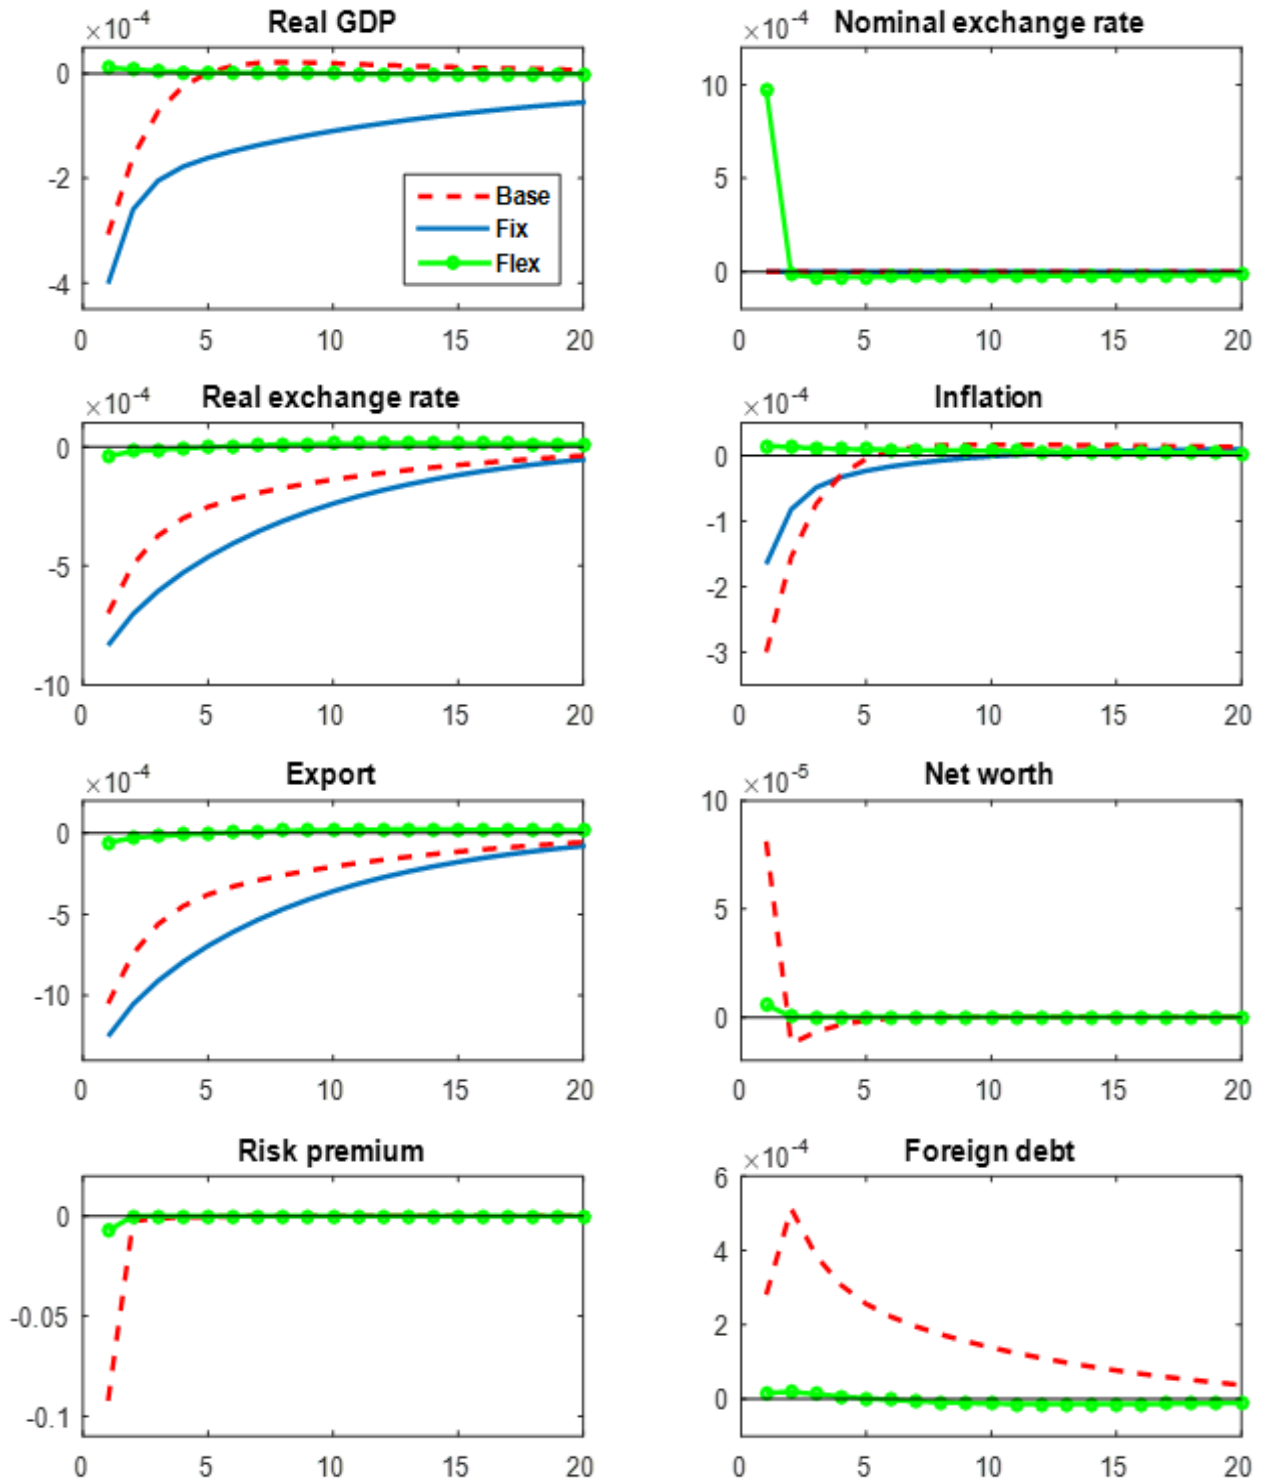 Real GDP
×10-4
0
-2
-4
0 5 10 15 20
Base
Fix
Flex
Nominal exchange rate
×10-4
10
5
0
0 5 10 15 20
Real exchange rate
×10-4
0
-5
-10
0 5 10 15 20
Inflation
×10-4
0
-1
-2
-3
0 5 10 15 20
Export
×10-4
0
-5
-10
0 5 10 15 20
Net worth
×10-5
10
5
0
0 5 10 15 20
Risk premium
0
-0.05
-0.1
0 5 10 15 20
Foreign debt
×10-4
6
4
2
0
0 5 10 15 20